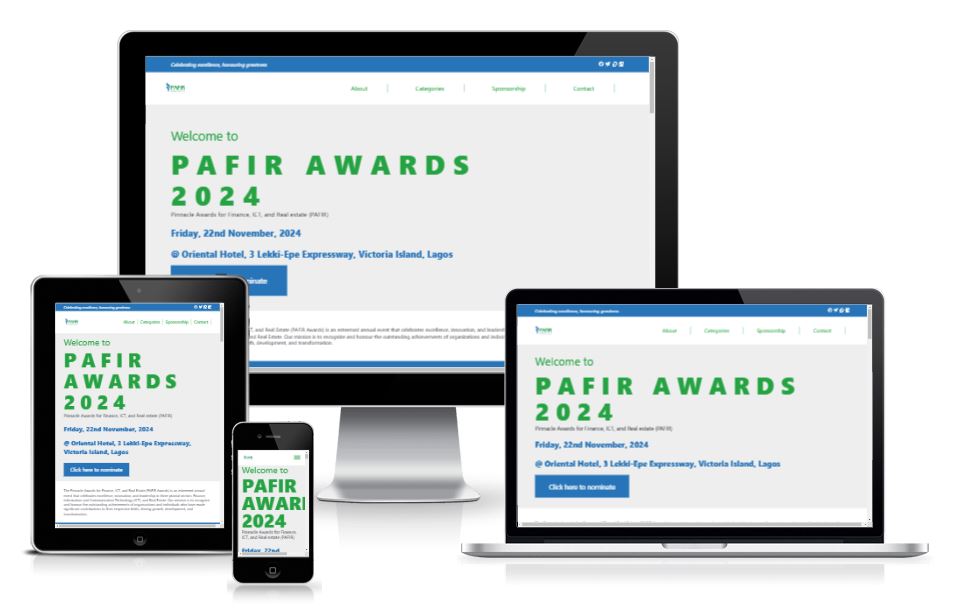 Celebrating excellence, honouring greatness
PAFIR
About
Categories
Sponsorship
Contact
Welcome to
PAFIR AWARDS
2024
Pinnacle Awards for Finance, ICT, and Real estate (PAFIR)
Friday, 22nd November, 2024
@ Oriental Hotel, 3 Lekki-Epe Expressway, Victoria Island, Lagos
nominate
ICT, and Real Estate (PAFIR Awards) is an esteemed annual event that celebrates excellence, innovation, and
and Real Estate. Our mission is to recognize and honour the outstanding achievements of organizations and
development, and transformation.
Celebrating excellence, honouring greatness
PAFIR
About
Categories
Sponsorship
Contact
Welcome to
PAFIR
AWARDS
2024
Pinnacle Awards for Finance, ICT, and Real estate (PAFIR)
Friday, 22nd November, 2024
@ Oriental Hotel, 3 Lekki-Epe Expressway,
Victoria Island, Lagos
Click here to nominate
The Pinnacle Awards for Finance, ICT, and Real Estate (PAFIR Awards) is an esteemed annual
event that celebrates excellence, innovation, and leadership in three pivotal sectors: Finance,
Information and Communication Technology (ICT), and Real Estate. Our mission is to recognize
and honour the outstanding achievements of organizations and individuals who have made
significant contributions to their respective fields, driving growth, development, and
transformation.
Welcome to
PAFIR
AWARI
2024
Pinnacle Awards for Finance,
ICT, and Real estate (PAFIR)
Friday, 22nd
Celebrating excellence, honouring greatness
PAFIR
About
Categories
Sponsorship
Contact
Welcome to
PAFIR AWARDS
2024
Pinnacle Awards for Finance, ICT, and Real estate (PAFIR)
Friday, 22nd November, 2024
@ Oriental Hotel, 3 Lekki-Epe Expressway, Victoria Island, Lagos
Click here to nominate